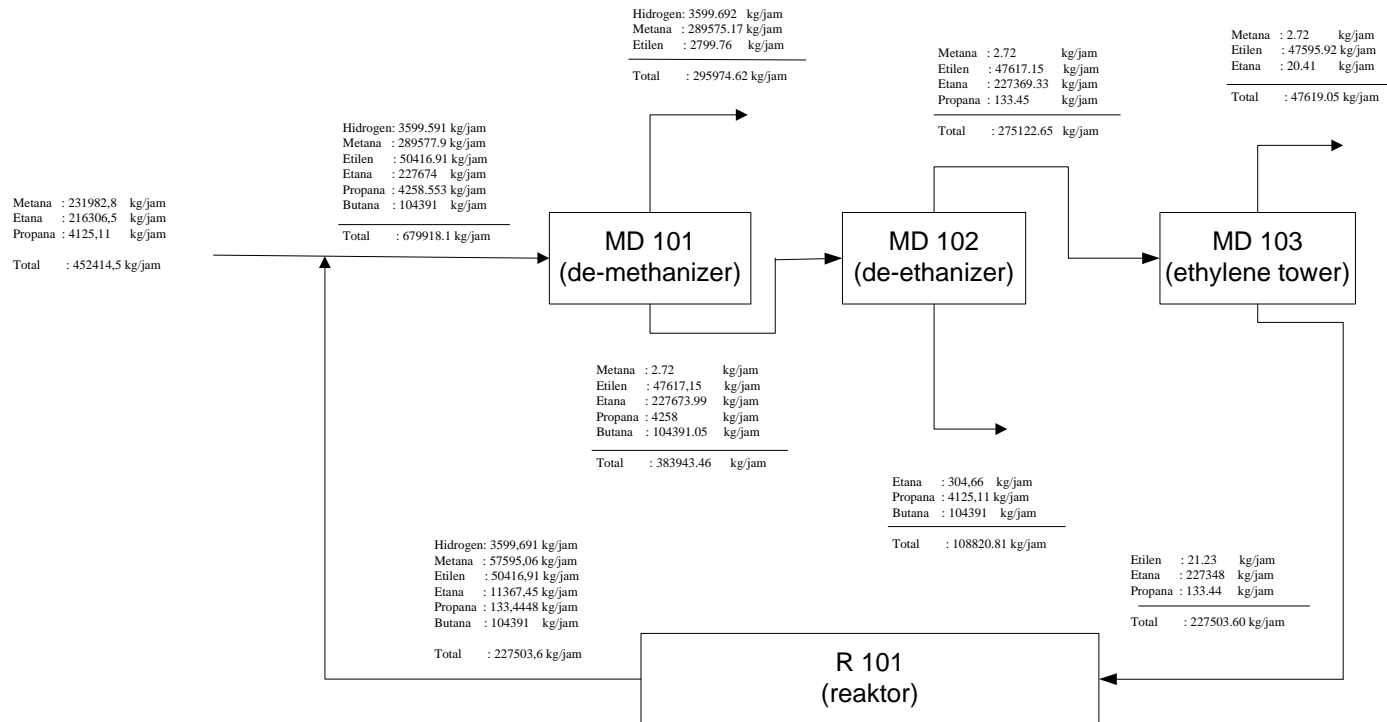 Hidrogen: 3599.692 kg/jam
Metana : 289575.17 kg/jam
Etilen : 2799.76 kg/jam
Total : 295974.62 kg/jam
Metana : 2.72 kg/jam
Etilen : 47617.15 kg/jam
Etana : 227369.33 kg/jam
Propana : 133.45 kg/jam
Total : 275122.65 kg/jam
Metana : 2.72 kg/jam
Etilen : 47595.92 kg/jam
Etana : 20.41 kg/jam
Total : 47619.05 kg/jam
Hidrogen: 3599.591 kg/jam
Metana : 289577.9 kg/jam
Etilen : 50416.91 kg/jam
Etana : 227674 kg/jam
Propana : 4258.553 kg/jam
Butana : 104391 kg/jam
Total : 679918.1 kg/jam
Metana : 231982,8 kg/jam
Etana : 216306,5 kg/jam
Propana : 4125,11 kg/jam
Total : 452414,5 kg/jam
MD 101
(de-methanizer)
MD 102
(de-ethanizer)
MD 103
(ethylene tower)
Metana : 2.72 kg/jam
Etilen : 47617,15 kg/jam
Etana : 227673.99 kg/jam
Propana : 4258 kg/jam
Butana : 104391.05 kg/jam
Total : 383943.46 kg/jam
Etana : 304,66 kg/jam
Propana : 4125,11 kg/jam
Butana : 104391 kg/jam
Total : 108820.81 kg/jam
Hidrogen: 3599,691 kg/jam
Metana : 57595,06 kg/jam
Etilen : 50416,91 kg/jam
Etana : 11367,45 kg/jam
Propana : 133,4448 kg/jam
Butana : 104391 kg/jam
Total : 227503,6 kg/jam
Etilen : 21.23 kg/jam
Etana : 227348 kg/jam
Propana : 133.44 kg/jam
Total : 227503.60 kg/jam
R 101
(reaktor)